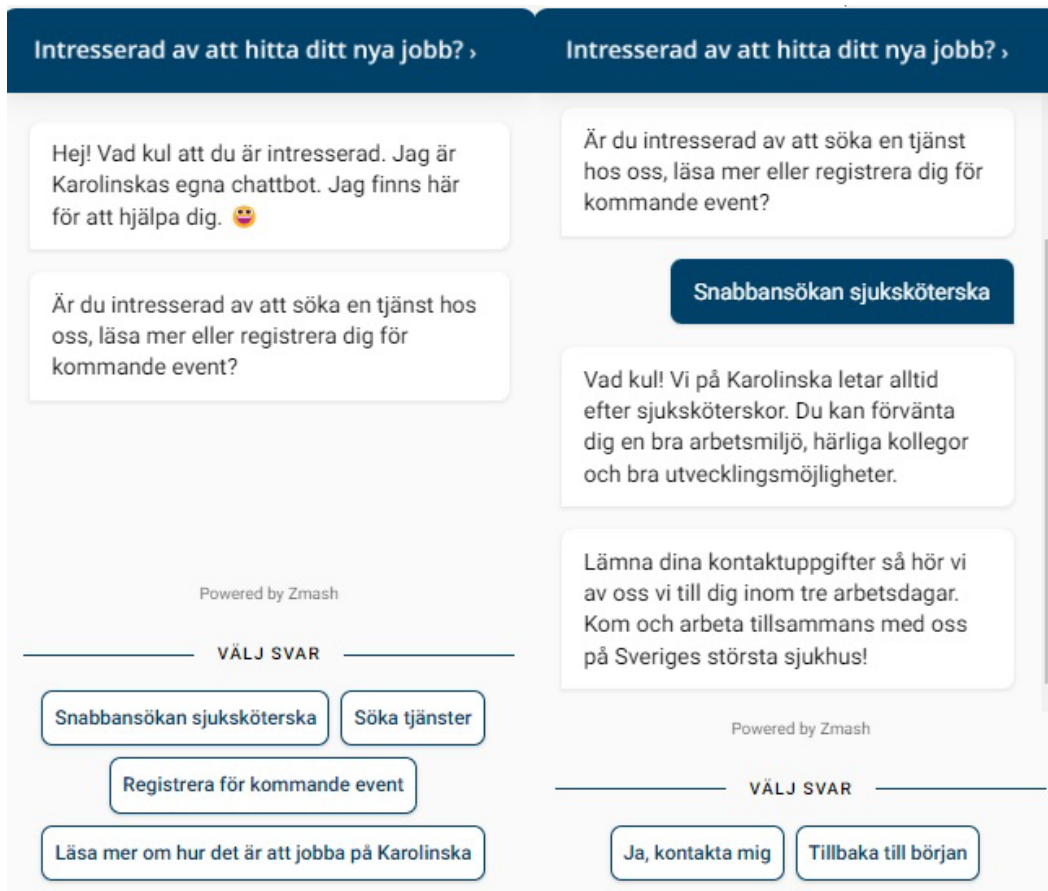 Intresserad av att hitta ditt nya jobb? ›
Hej! Vad kul att du är intresserad. Jag är
Karolinskas egna chattbot. Jag finns här
för att hjälpa dig. 😀
Är du intresserad av att söka en tjänst hos
oss, läsa mer eller registrera dig för
kommande event?
Powered by Zmash
VÄLJ SVAR
Snabbansökan sjuksköterska
Söka tjänster
Registrera för kommande event
Läsa mer om hur det är att jobba på Karolinska
Intresserad av att hitta ditt nya jobb? ›
Är du intresserad av att söka en tjänst
hos oss, läsa mer eller registrera dig för
kommande event?
Snabbansökan sjuksköterska
Vad kul! Vi på Karolinska letar alltid
efter sjuksköterskor. Du kan förvänta
dig en bra arbetsmiljö, härliga kollegor
och bra utvecklingsmöjligheter.
Lämna dina kontaktuppgifter så hör vi
av oss vi till dig inom tre arbetsdagar.
Kom och arbeta tillsammans med oss
på Sveriges största sjukhus!
Powered by Zmash
VÄLJ SVAR
Ja, kontakta mig
Tillbaka till början